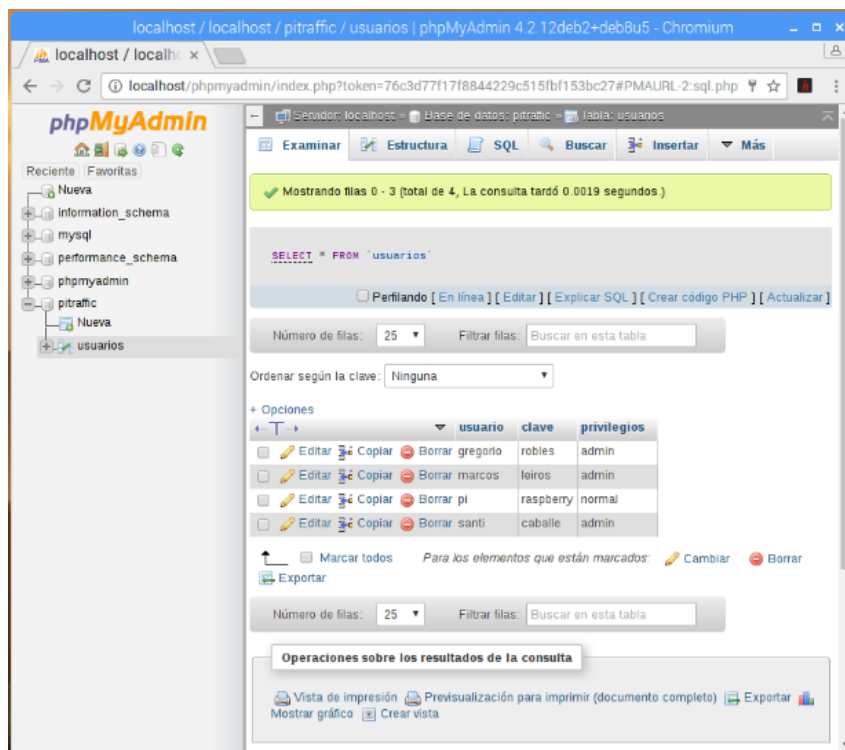 localhost / localhost / pitraffic / usuarios | phpMyAdmin 4.2.12deb2+deb8u5 - Chromium
localhost / localho
localhost/phpmyadmin/index.php?token=76c3d77f17f8844229c515fbf153bc27#PMAURL-2:sql.php
phpMyAdmin
Reciente Favoritas
Nueva
information_schema
mysql
performance_schema
phpmyadmin
pitraffic
Nueva
usuarios
Servidor: localhost » Base de datos: pitraffic » Tabla: usuarios
Examinar Estructura SQL Buscar Insertar Más
Mostrando filas 0 - 3 (total de 4, La consulta tardó 0.0019 segundos.)
SELECT * FROM `usuarios`
Perfilando [ En línea ] [ Editar ] [ Explicar SQL ] [ Crear código PHP ] [ Actualizar ]
Número de filas: 25 Filtrar filas: Buscar en esta tabla
Ordenar según la clave: Ninguna
+ Opciones
usuario clave privilegios
Editar Copiar Borrar gregorio robles admin
Editar Copiar Borrar marcos leiros admin
Editar Copiar Borrar pi raspberry normal
Editar Copiar Borrar santi caballe admin
Marcar todos Para los elementos que están marcados: Cambiar Borrar
Exportar
Número de filas: 25 Filtrar filas: Buscar en esta tabla
Operaciones sobre los resultados de la consulta
Vista de impresión Previsualización para imprimir (documento completo) Exportar
Mostrar gráfico Crear vista